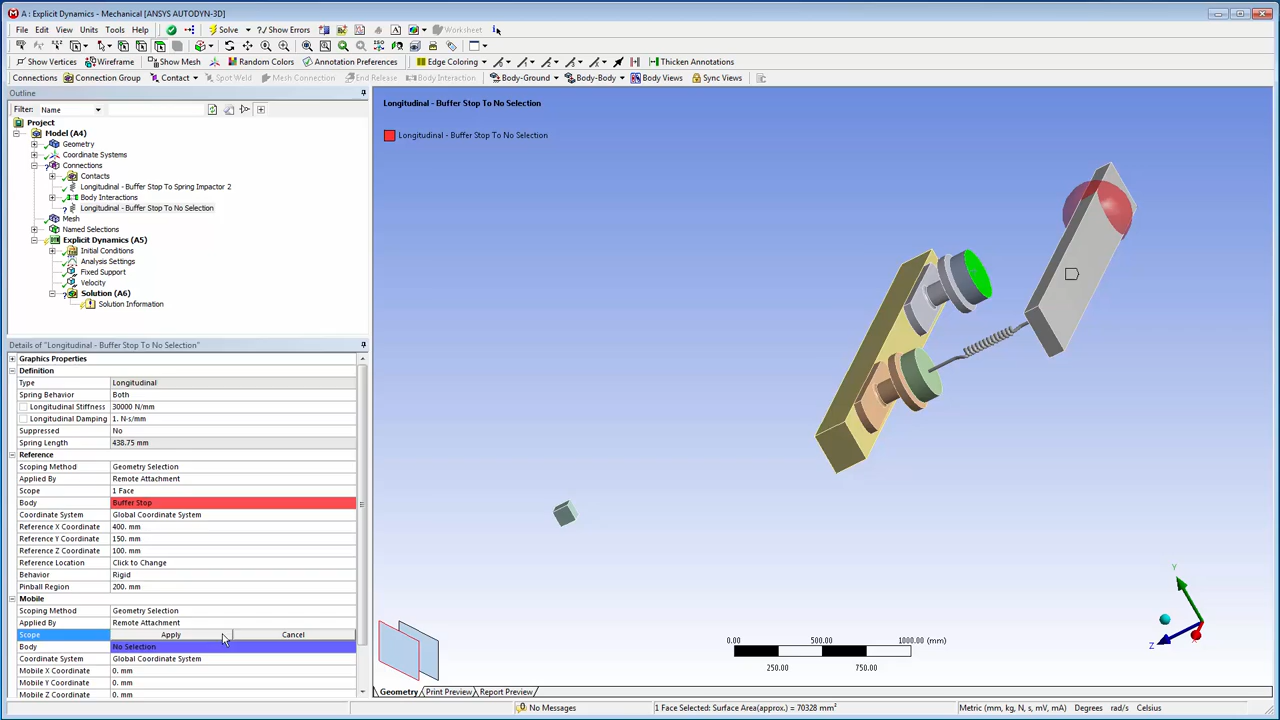 A : Explicit Dynamics - Mechanical [ANSYS AUTODYN-3D]
File Edit View Units Tools Help Solve ?/ Show Errors Worksheet
Show Vertices Wireframe Show Mesh Random Colors Annotation Preferences Edge Coloring Thicken Annotations
Connections Connection Group Contact Spot Weld Mesh Connection End Release Body Interaction Body-Ground Body-Body Body Views Sync Views
Outline
Filter: Name
Project
Model (A4)
Geometry
Coordinate Systems
Connections
Contacts
Longitudinal - Buffer Stop To Spring Impactor 2
Body Interactions
Longitudinal - Buffer Stop To No Selection
Mesh
Named Selections
Explicit Dynamics (A5)
Initial Conditions
Analysis Settings
Fixed Support
Velocity
Solution (A6)
Solution Information
Details of "Longitudinal - Buffer Stop To No Selection"
Graphics Properties
Definition
Type Longitudinal
Spring Behavior Both
Longitudinal Stiffness 30000 N/mm
Longitudinal Damping 1. N·s/mm
Suppressed No
Spring Length 438.75 mm
Reference
Scoping Method Geometry Selection
Applied By Remote Attachment
Scope 1 Face
Body Buffer Stop
Coordinate System Global Coordinate System
Reference X Coordinate 400. mm
Reference Y Coordinate 150. mm
Reference Z Coordinate 100. mm
Reference Location Click to Change
Behavior Rigid
Pinball Region 200. mm
Mobile
Scoping Method Geometry Selection
Applied By Remote Attachment
Scope Apply Cancel
Body No Selection
Coordinate System Global Coordinate System
Mobile X Coordinate 0. mm
Mobile Y Coordinate 0. mm
Mobile Z Coordinate 0. mm
Longitudinal - Buffer Stop To No Selection
Longitudinal - Buffer Stop To No Selection
Y
Z
X
0.00 500.00 1000.00 (mm)
250.00 750.00
Geometry Print Preview Report Preview
No Messages 1 Face Selected: Surface Area(approx.) = 70328 mm² Metric (mm, kg, N, s, mV, mA) Degrees rad/s Celsius